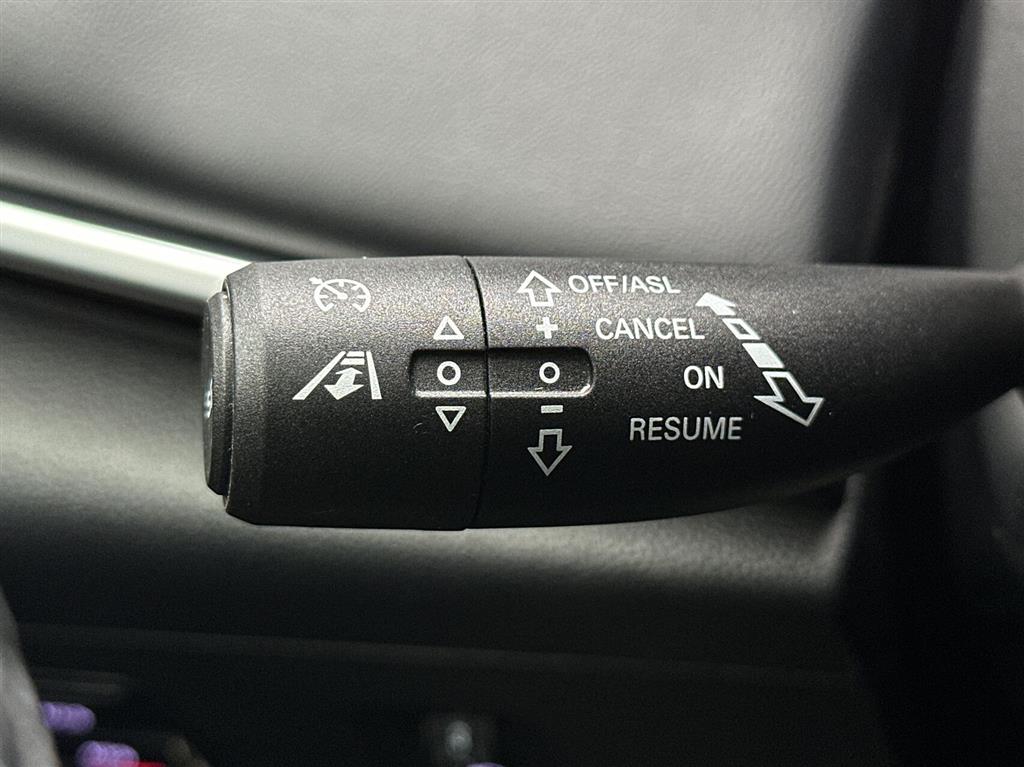 OFF/ASL
+
CANCEL
ON
−
RESUME